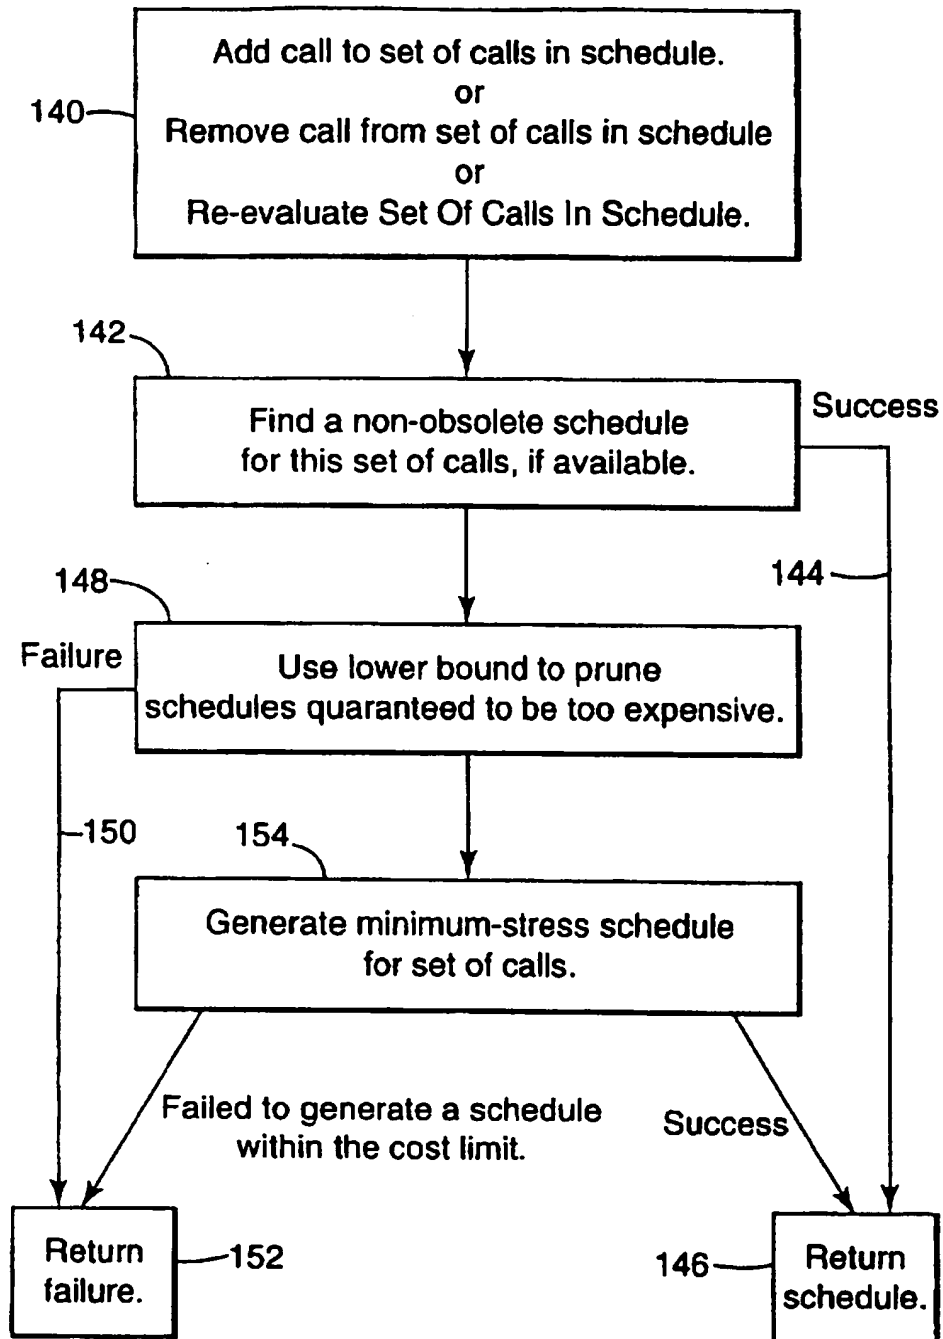 Add call to set of calls in schedule.
or
140
Remove call from set of calls in schedule
or
Re-evaluate Set Of Calls In Schedule.
142
Success
Find a non-obsolete schedule
for this set of calls, if available.
144
148
Failure
Use lower bound to prune
schedules quaranteed to be too expensive.
150
154
Generate minimum-stress schedule
for set of calls.
Failed to generate a schedule
within the cost limit.
Success
Return
failure.
152
146
Return
schedule.